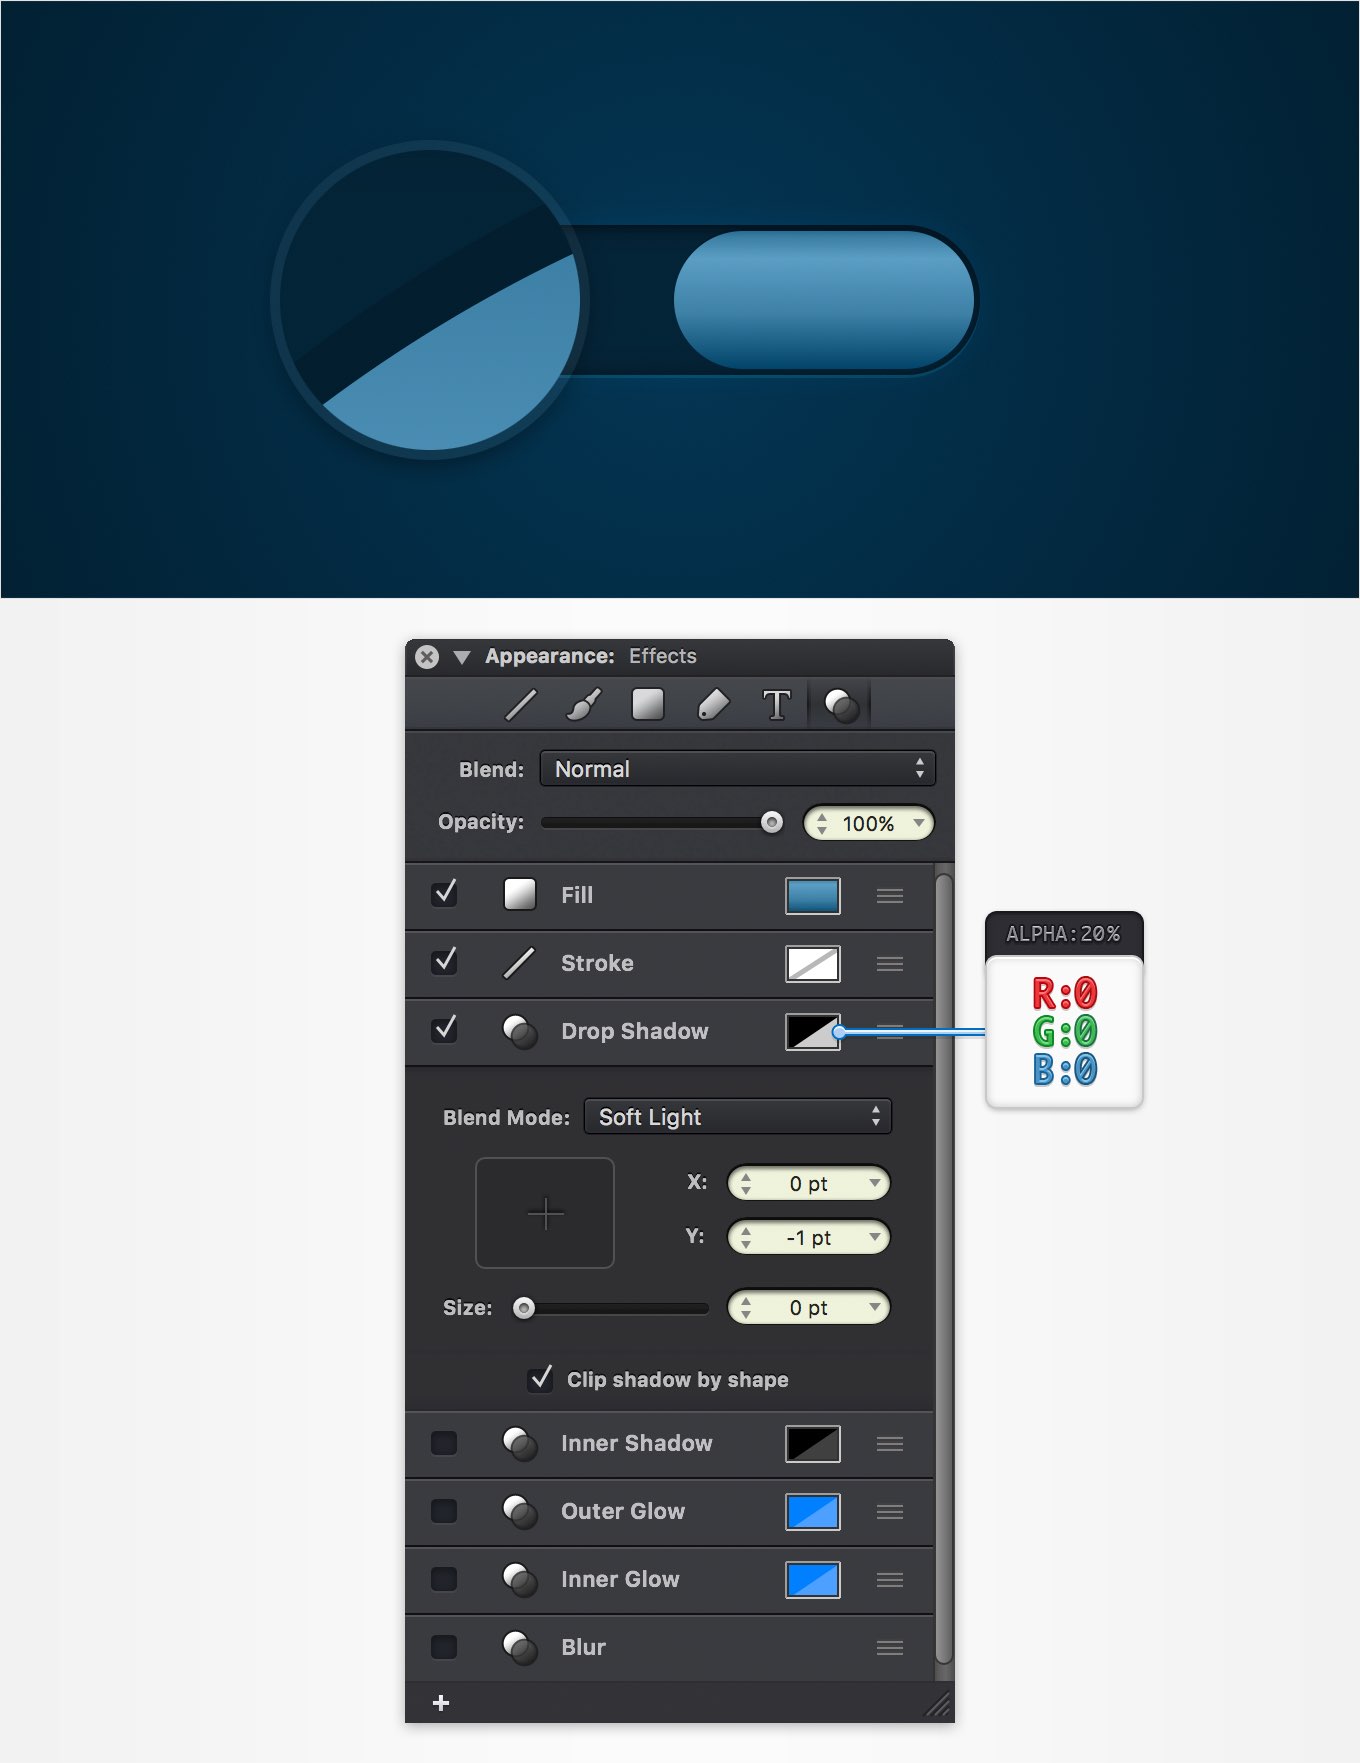 Appearance: Effects
T
Blend: Normal
Opacity: 100%
Fill
Stroke
Drop Shadow
ALPHA:20%
R:0
G:0
B:0
Blend Mode: Soft Light
X: 0 pt
Y: -1 pt
Size: 0 pt
Clip shadow by shape
Inner Shadow
Outer Glow
Inner Glow
Blur